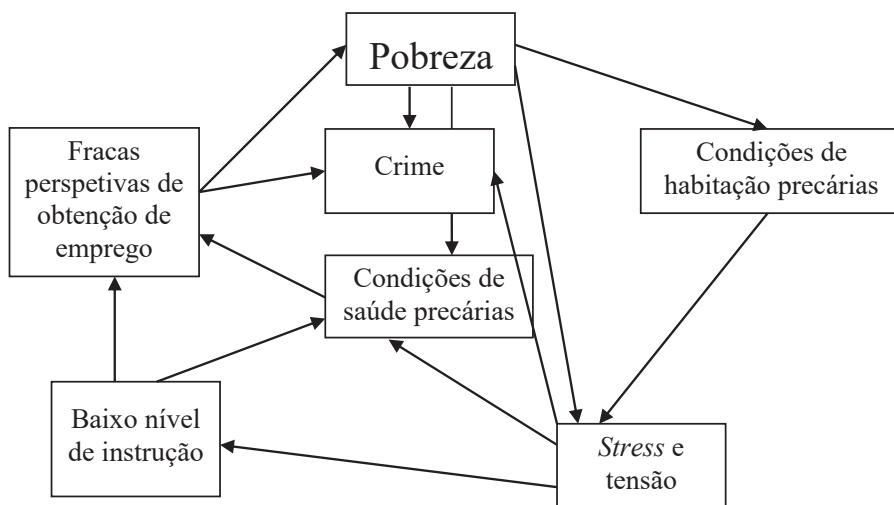 Pobreza
Fracas
perspetivas de
obtenção de
emprego
Crime
Condições de
habitação precárias
Condições de
saúde precárias
Baixo nível
de instrução
Stress e
tensão